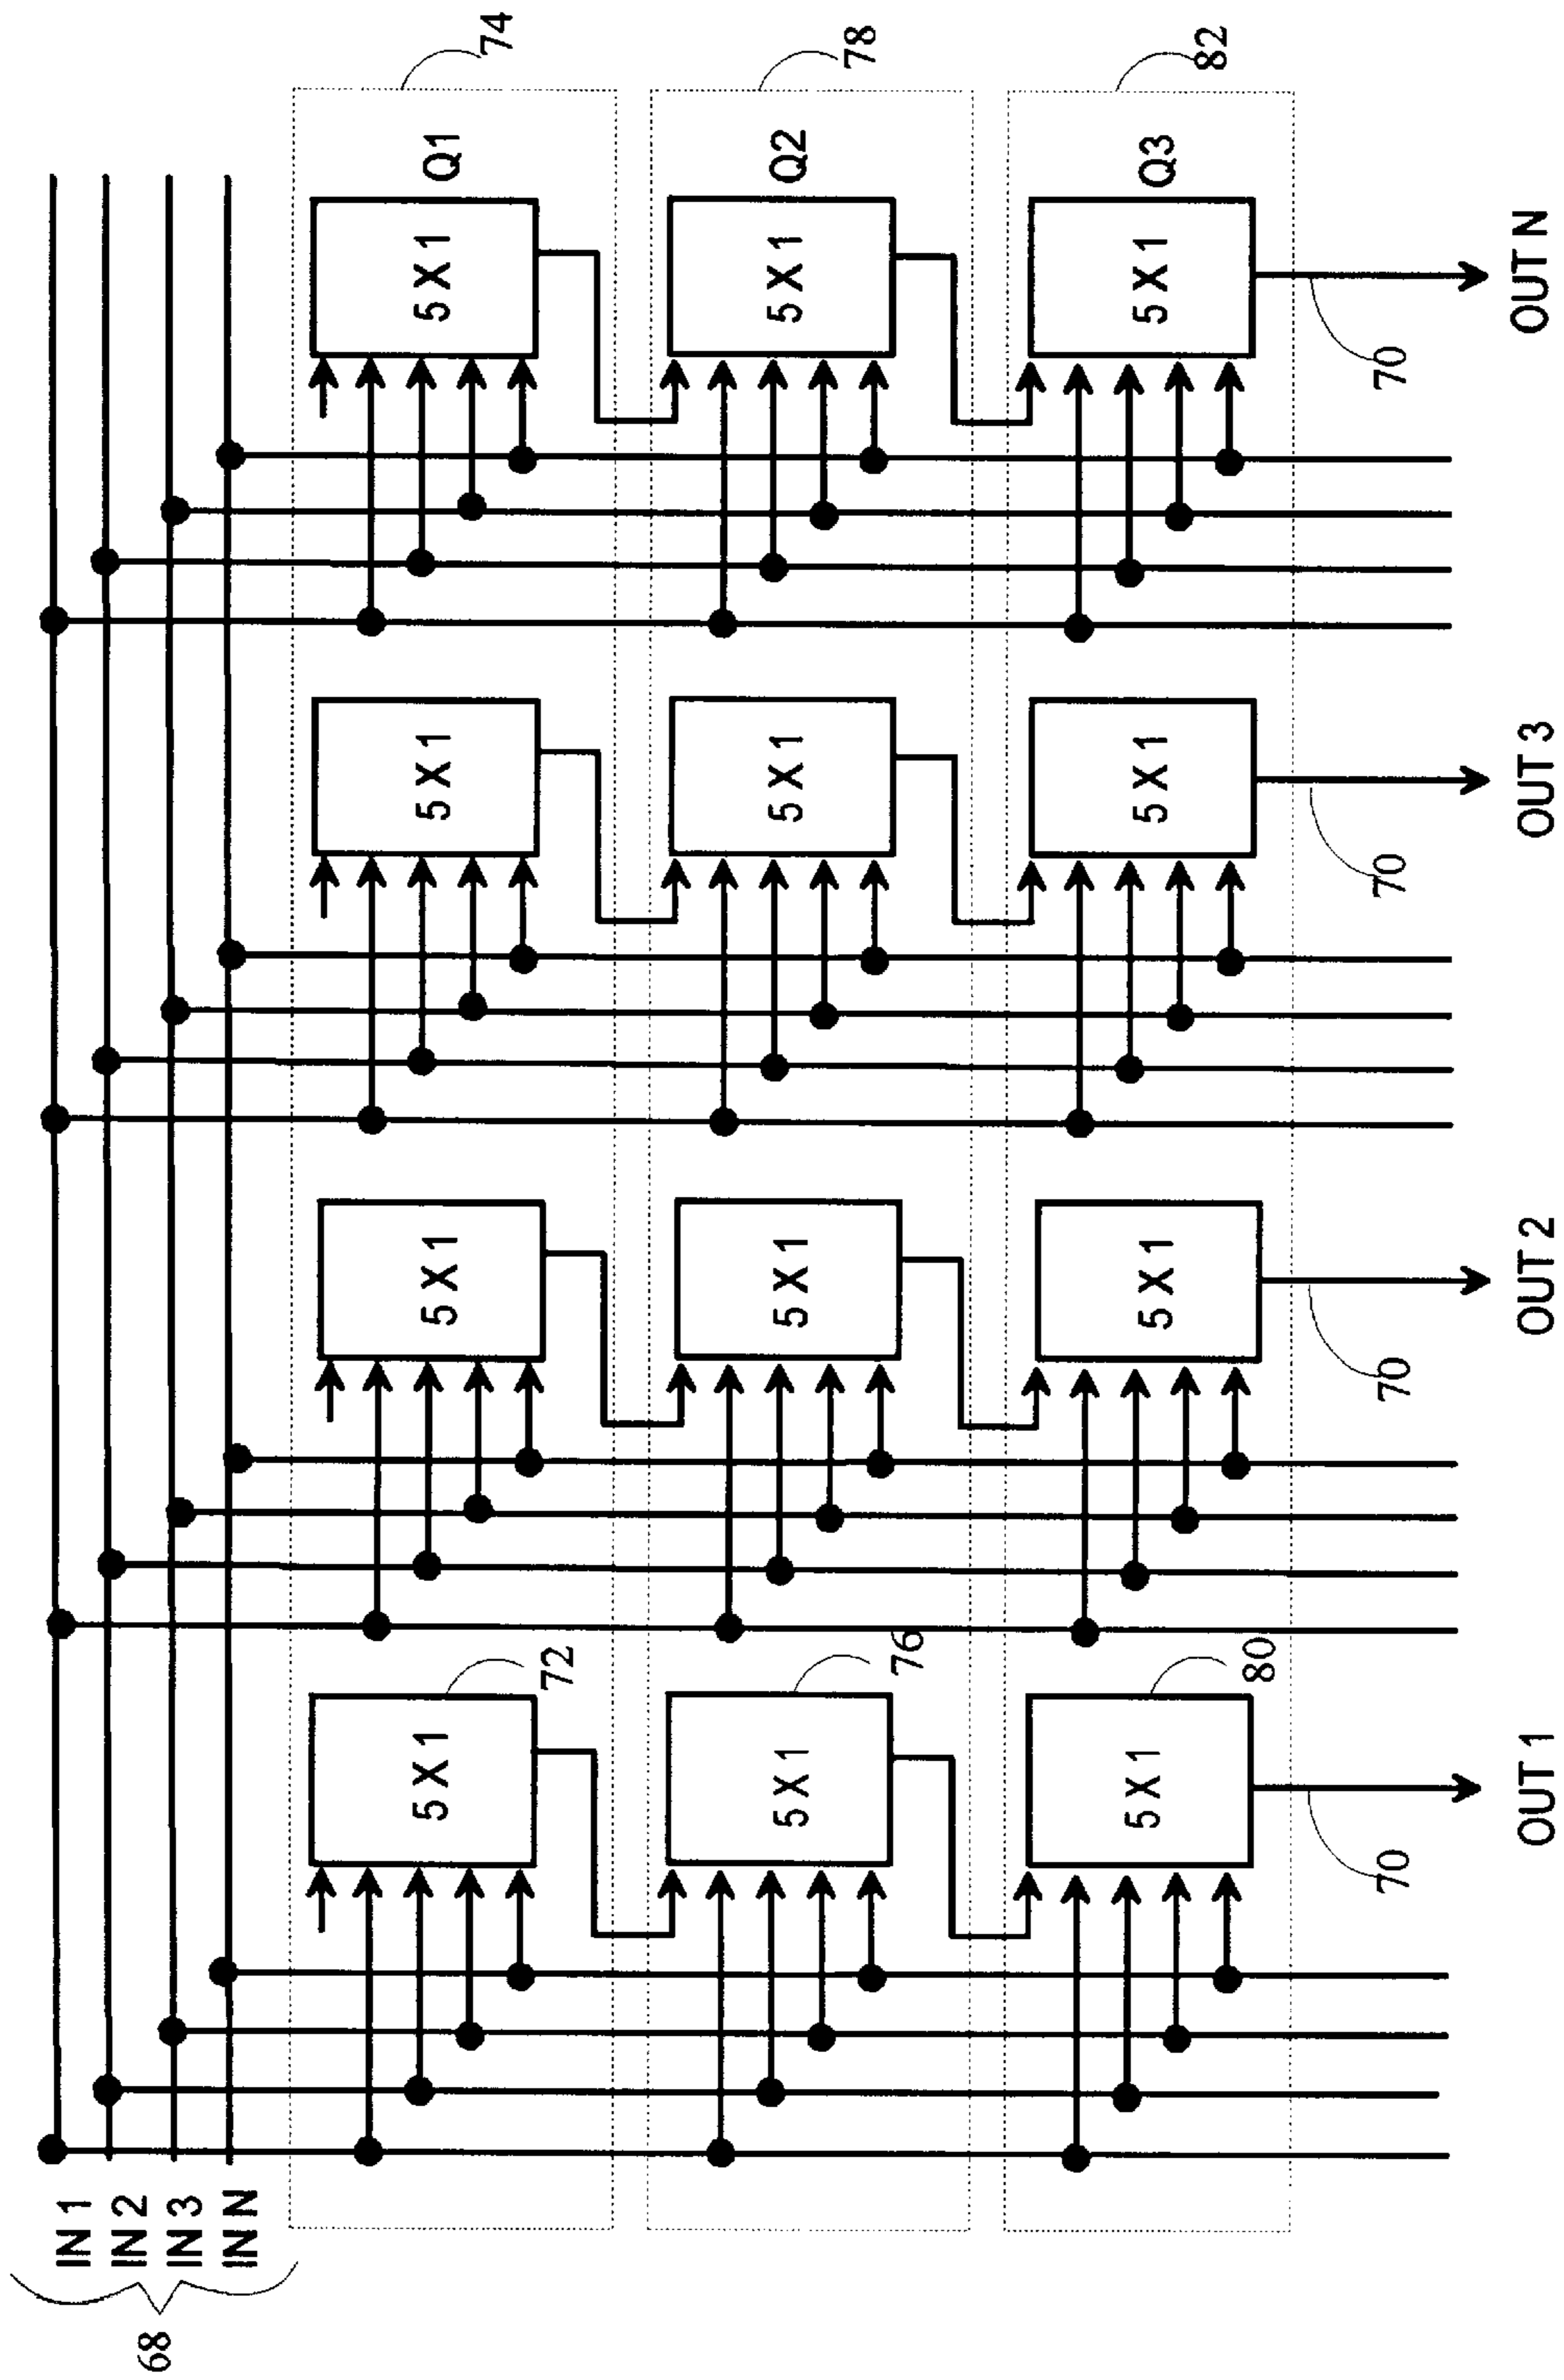 68
IN 1
IN 2
IN 3
IN N
5 X 1
5 X 1
5 X 1
5 X 1
Q1
74
72
5 X 1
5 X 1
5 X 1
5 X 1
Q2
78
76
5 X 1
5 X 1
5 X 1
5 X 1
Q3
82
80
70
70
70
70
OUT 1
OUT 2
OUT 3
OUT N